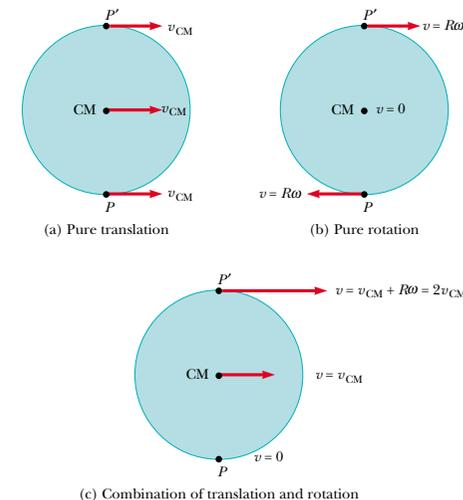 P′
v_CM
CM
v_CM
v_CM
P
(a) Pure translation
P′
v = Rω
CM
v = 0
v = Rω
P
(b) Pure rotation
P′
v = v_CM + Rω = 2v_CM
CM
v = v_CM
v = 0
P
(c) Combination of translation and rotation